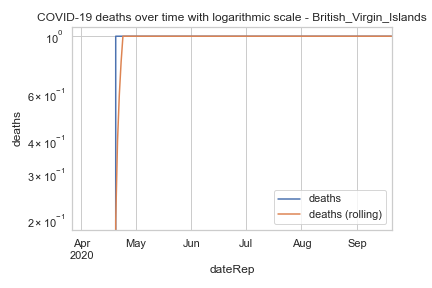 COVID-19 deaths over time with logarithmic scale - British_Virgin_Islands
10⁰
6 × 10⁻¹
4 × 10⁻¹
3 × 10⁻¹
2 × 10⁻¹
deaths
deaths
deaths (rolling)
Apr May Jun Jul Aug Sep
2020
dateRep